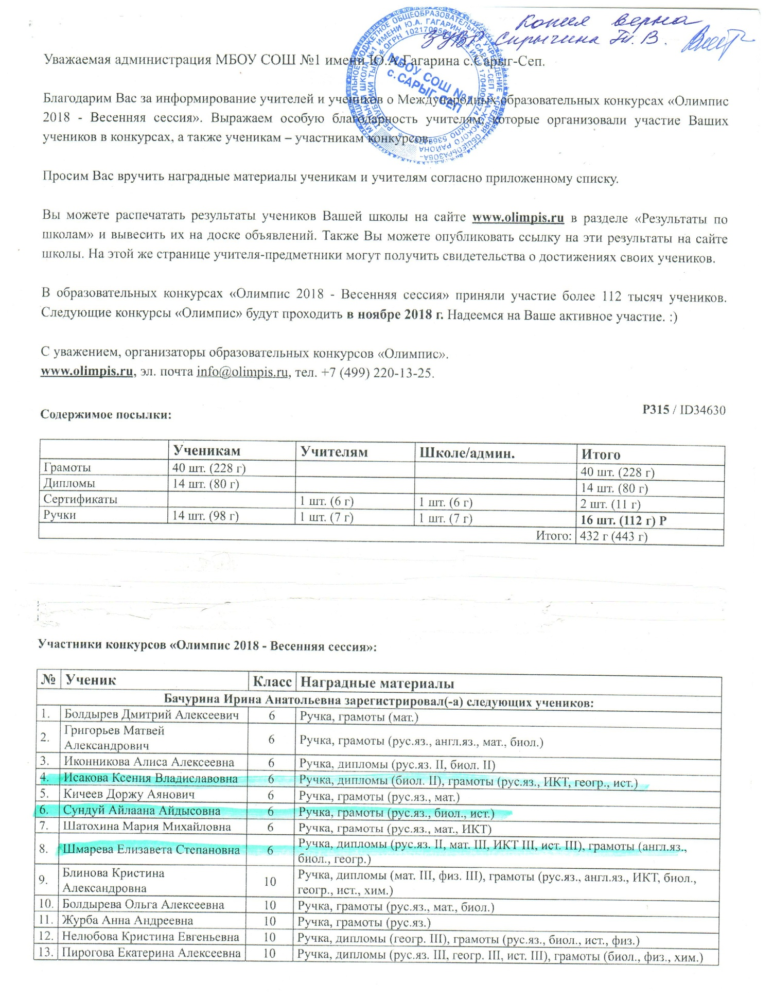 Копия верна
ЗУВР Сирычина Т.В.
МБОУ СОШ №1
с.САРЫГ-СЕП
Уважаемая администрация МБОУ СОШ №1 имени Ю.А.Гагарина с.Сарыг-Сеп.
Благодарим Вас за информирование учителей и учеников о Международных образовательных конкурсах «Олимпис
2018 - Весенняя сессия». Выражаем особую благодарность учителям, которые организовали участие Ваших
учеников в конкурсах, а также ученикам – участникам конкурсов.
Просим Вас вручить наградные материалы ученикам и учителям согласно приложенному списку.
Вы можете распечатать результаты учеников Вашей школы на сайте www.olimpis.ru в разделе «Результаты по
школам» и вывесить их на доске объявлений. Также Вы можете опубликовать ссылку на эти результаты на сайте
школы. На этой же странице учителя-предметники могут получить свидетельства о достижениях своих учеников.
В образовательных конкурсах «Олимпис 2018 - Весенняя сессия» приняли участие более 112 тысяч учеников.
Следующие конкурсы «Олимпис» будут проходить в ноябре 2018 г. Надеемся на Ваше активное участие. :)
С уважением, организаторы образовательных конкурсов «Олимпис».
www.olimpis.ru, эл. почта info@olimpis.ru, тел. +7 (499) 220-13-25.
P315 / ID34630
Содержимое посылки:
Ученикам Учителям Школе/админ. Итого
Грамоты 40 шт. (228 г) 40 шт. (228 г)
Дипломы 14 шт. (80 г) 14 шт. (80 г)
Сертификаты 1 шт. (6 г) 1 шт. (6 г) 2 шт. (11 г)
Ручки 14 шт. (98 г) 1 шт. (7 г) 1 шт. (7 г) 16 шт. (112 г) Р
Итого: 432 г (443 г)
Участники конкурсов «Олимпис 2018 - Весенняя сессия»:
№ Ученик Класс Наградные материалы
Бачурина Ирина Анатольевна зарегистрировал(-а) следующих учеников:
1. Болдырев Дмитрий Алексеевич 6 Ручка, грамоты (мат.)
2. Григорьев Матвей
Александрович 6 Ручка, грамоты (рус.яз., англ.яз., мат., биол.)
3. Иконникова Алиса Алексеевна 6 Ручка, дипломы (рус.яз. II, биол. II)
4. Исакова Ксения Владиславовна 6 Ручка, дипломы (биол. II), грамоты (рус.яз., ИКТ, геогр., ист.)
5. Кичеев Доржу Аянович 6 Ручка, грамоты (рус.яз., мат.)
6. Сундуй Айлаана Айдысовна 6 Ручка, грамоты (рус.яз., биол., ист.)
7. Шатохина Мария Михайловна 6 Ручка, грамоты (рус.яз., мат., ИКТ)
8. Шмарева Елизавета Степановна 6 Ручка, дипломы (рус.яз. II, мат. III, ИКТ III, ист. III), грамоты (англ.яз.,
биол., геогр.)
9. Блинова Кристина
Александровна 10 Ручка, дипломы (мат. III, физ. III), грамоты (рус.яз., англ.яз., ИКТ, биол.,
геогр., ист., хим.)
10. Болдырева Ольга Алексеевна 10 Ручка, грамоты (рус.яз., мат., биол.)
11. Журба Анна Андреевна 10 Ручка, грамоты (рус.яз.)
12. Нелюбова Кристина Евгеньевна 10 Ручка, дипломы (геогр. III), грамоты (рус.яз., биол., ист., физ.)
13. Пирогова Екатерина Алексеевна 10 Ручка, дипломы (рус.яз. III, геогр. III, ист. III), грамоты (биол., физ., хим.)